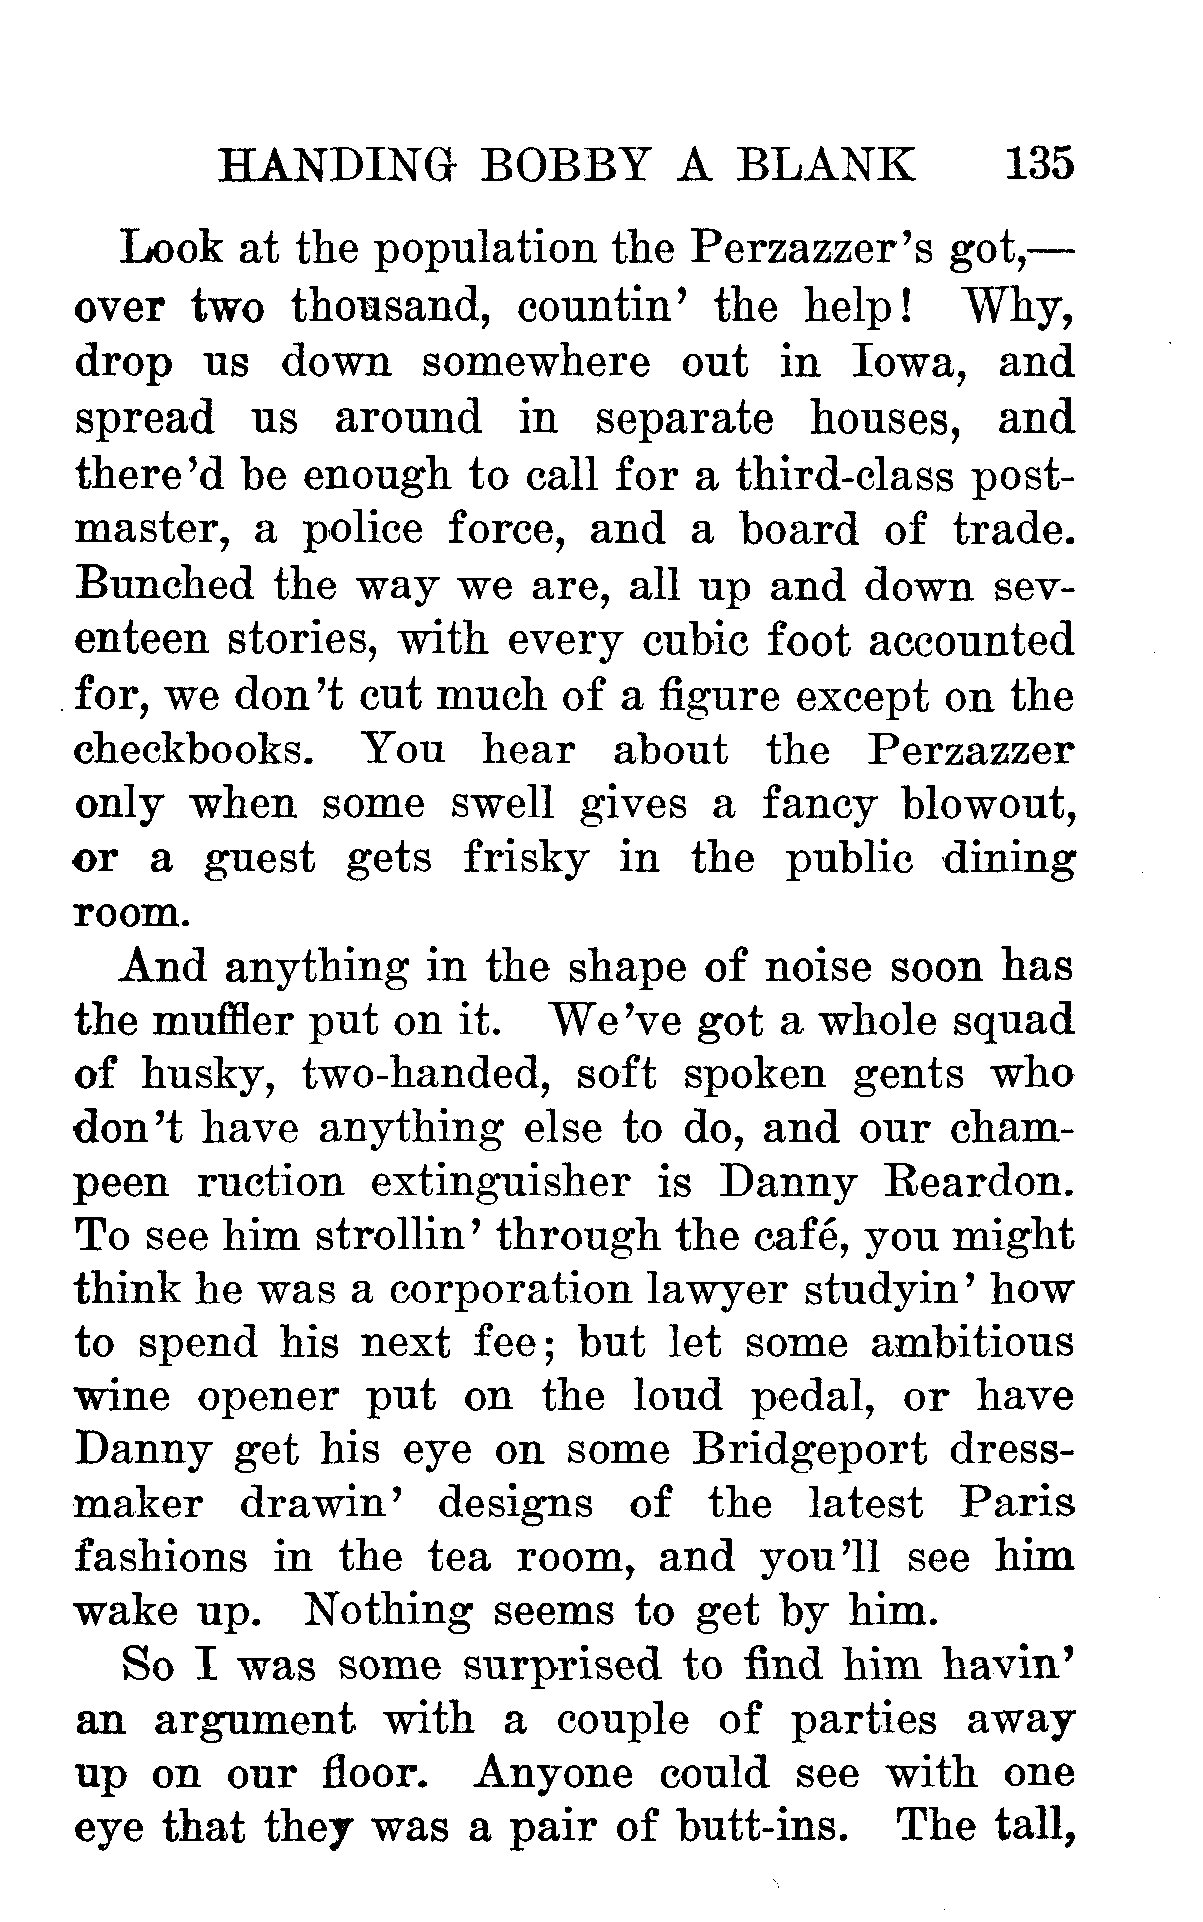 HANDING BOBBY A BLANK 135
Look at the population the Perzazzer's got,—
over two thousand, countin' the help! Why,
drop us down somewhere out in Iowa, and
spread us around in separate houses, and
there'd be enough to call for a third-class post-
master, a police force, and a board of trade.
Bunched the way we are, all up and down sev-
enteen stories, with every cubic foot accounted
for, we don't cut much of a figure except on the
checkbooks. You hear about the Perzazzer
only when some swell gives a fancy blowout,
or a guest gets frisky in the public dining
room.
And anything in the shape of noise soon has
the muffler put on it. We've got a whole squad
of husky, two-handed, soft spoken gents who
don't have anything else to do, and our cham-
peen ruction extinguisher is Danny Reardon.
To see him strollin' through the café, you might
think he was a corporation lawyer studyin' how
to spend his next fee; but let some ambitious
wine opener put on the loud pedal, or have
Danny get his eye on some Bridgeport dress-
maker drawin' designs of the latest Paris
fashions in the tea room, and you'll see him
wake up. Nothing seems to get by him.
So I was some surprised to find him havin'
an argument with a couple of parties away
up on our floor. Anyone could see with one
eye that they was a pair of butt-ins. The tall,